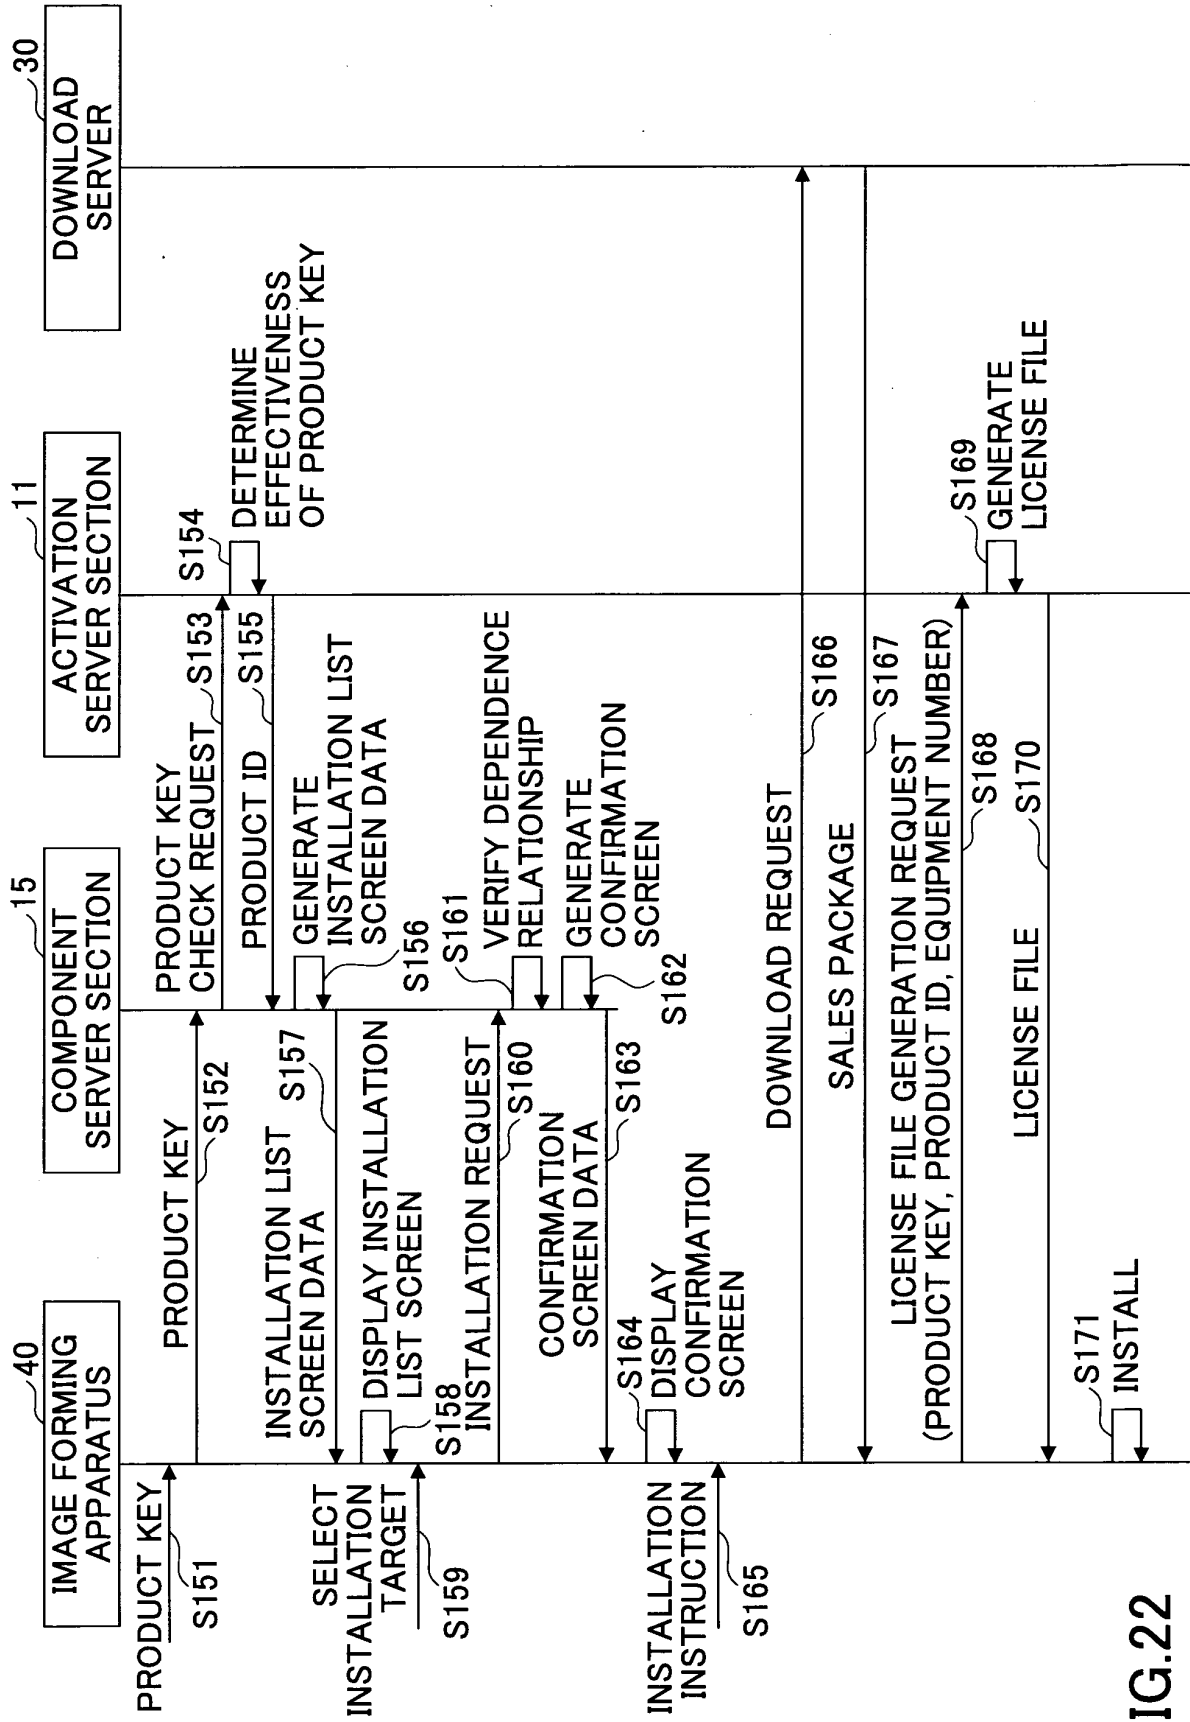 IMAGE FORMING
APPARATUS
40
COMPONENT
SERVER SECTION
15
ACTIVATION
SERVER SECTION
11
DOWNLOAD
SERVER
30
PRODUCT KEY
S151
PRODUCT KEY
S152
PRODUCT KEY
CHECK REQUEST
S153
S154
DETERMINE
EFFECTIVENESS
OF PRODUCT KEY
PRODUCT ID
S155
GENERATE
INSTALLATION LIST
SCREEN DATA
S156
INSTALLATION LIST
SCREEN DATA
S157
DISPLAY INSTALLATION
LIST SCREEN
S158
SELECT
INSTALLATION
TARGET
S159
INSTALLATION REQUEST
S160
S161
VERIFY DEPENDENCE
RELATIONSHIP
GENERATE
CONFIRMATION
SCREEN
S162
CONFIRMATION
SCREEN DATA
S163
S164
DISPLAY
CONFIRMATION
SCREEN
INSTALLATION
INSTRUCTION
S165
DOWNLOAD REQUEST
S166
SALES PACKAGE
S167
LICENSE FILE GENERATION REQUEST
(PRODUCT KEY, PRODUCT ID, EQUIPMENT NUMBER)
S168
S169
GENERATE
LICENSE FILE
LICENSE FILE
S170
S171
INSTALL
IG.22